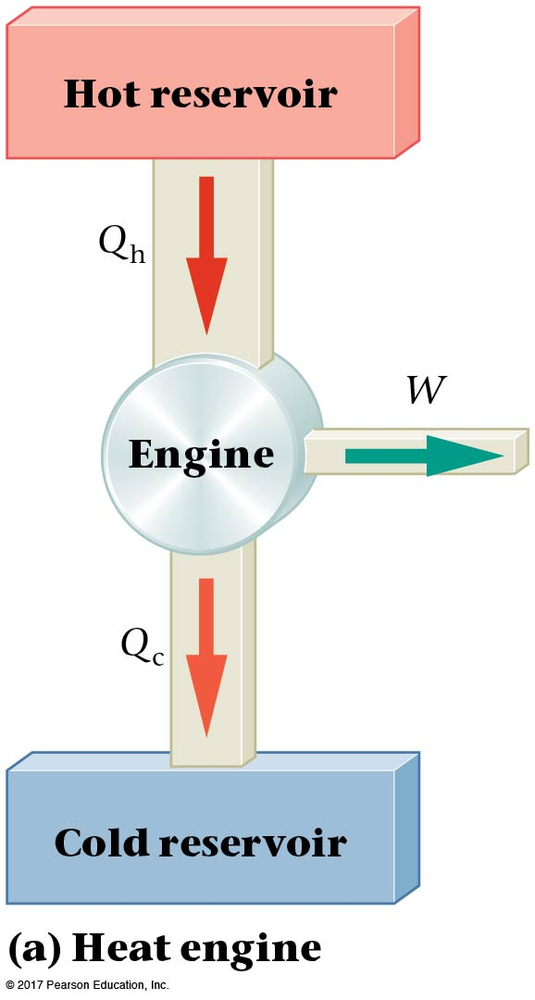 Hot reservoir
Qh
W
Engine
Qc
Cold reservoir
(a) Heat engine
© 2017 Pearson Education, Inc.